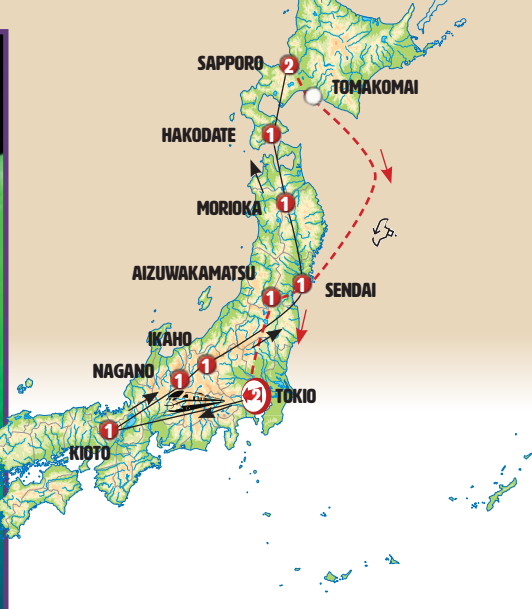 SAPPORO
2
TOMAKOMAI
HAKODATE
1
MORIOKA
1
AIZUWAKAMATSU
1
1
SENDAI
IKAHO
1
NAGANO
1
2
TOKIO
1
KIOTO